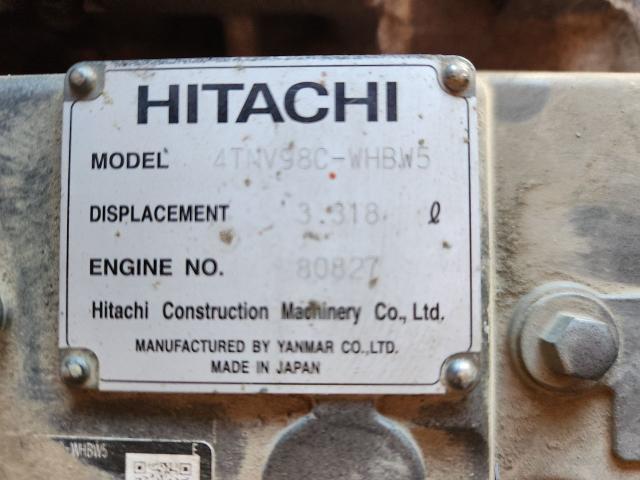 HITACHI
MODEL 4TNV98C-WHBW5
DISPLACEMENT 3.318 ℓ
ENGINE NO. 80827
Hitachi Construction Machinery Co., Ltd.
MANUFACTURED BY YANMAR CO.,LTD.
MADE IN JAPAN
-WHBW5 E